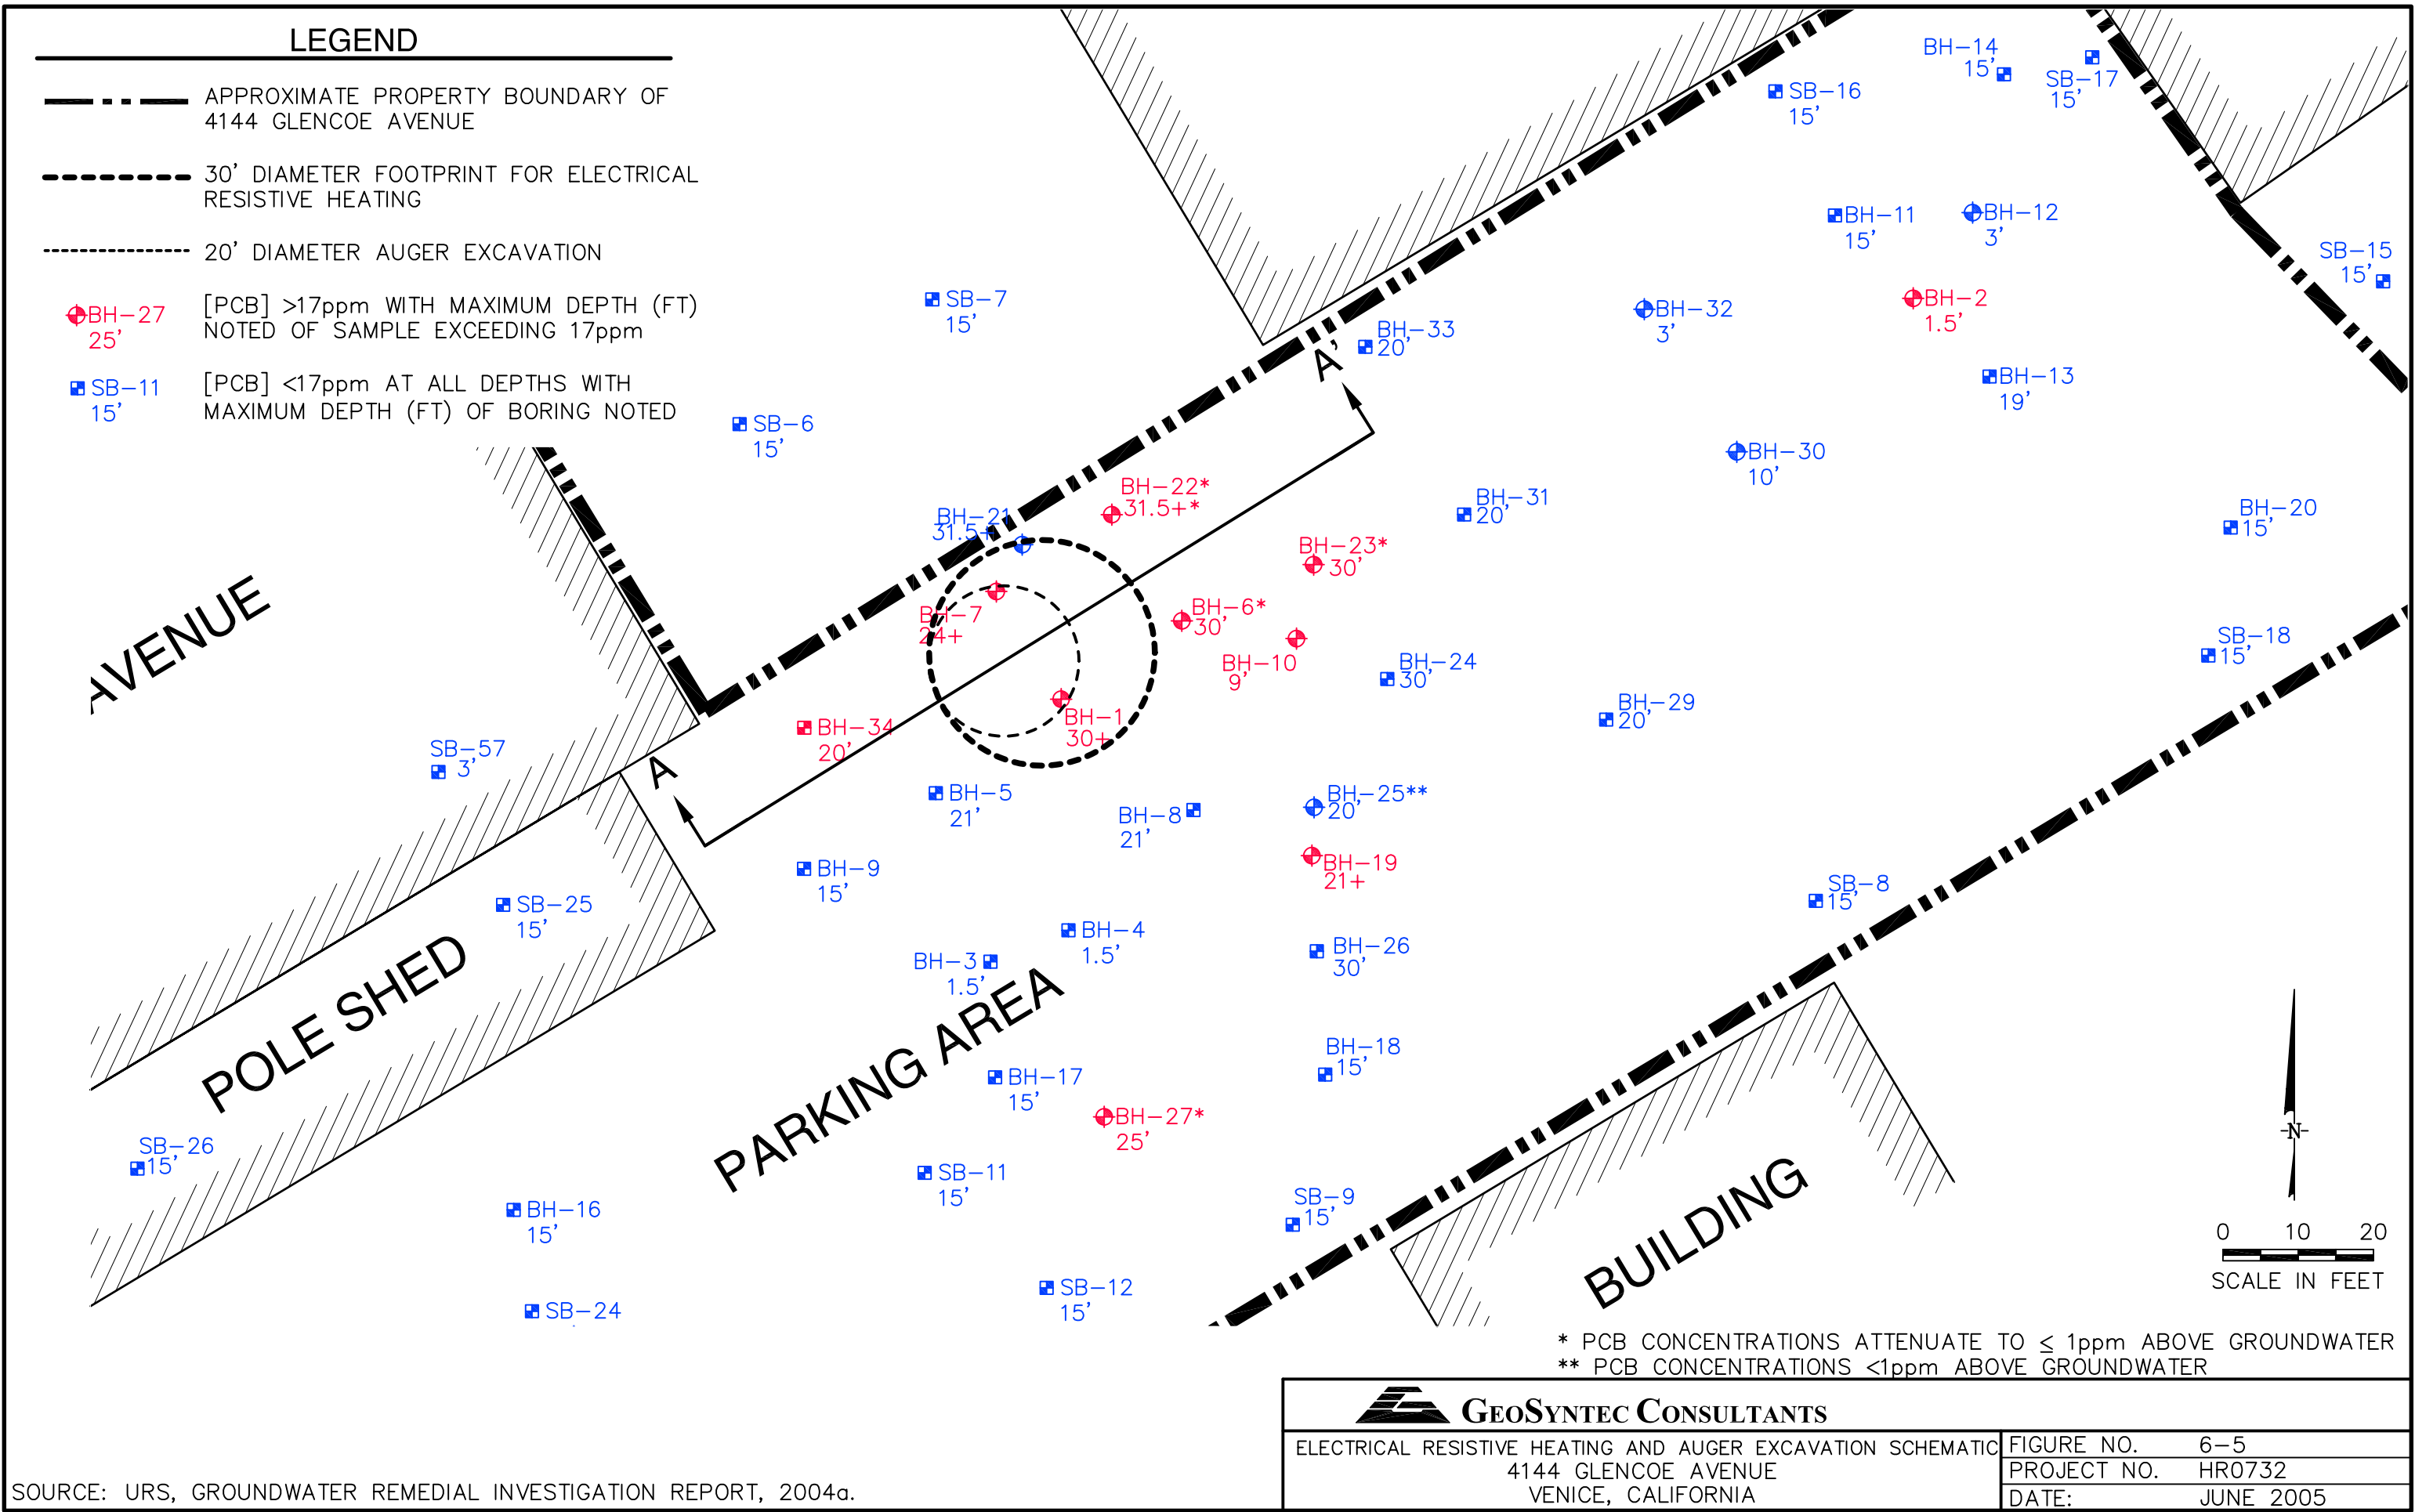 LEGEND
APPROXIMATE PROPERTY BOUNDARY OF
4144 GLENCOE AVENUE
30' DIAMETER FOOTPRINT FOR ELECTRICAL
RESISTIVE HEATING
20' DIAMETER AUGER EXCAVATION
BH-27
25'
[PCB] >17ppm WITH MAXIMUM DEPTH (FT)
NOTED OF SAMPLE EXCEEDING 17ppm
SB-11
15'
[PCB] <17ppm AT ALL DEPTHS WITH
MAXIMUM DEPTH (FT) OF BORING NOTED
BH-14
15'
SB-17
15'
SB-16
15'
BH-11
15'
BH-12
3'
SB-15
15'
SB-7
15'
BH-33
20'
BH-32
3'
BH-2
1.5'
A'
BH-13
19'
SB-6
15'
BH-30
10'
BH-22*
31.5+*
BH-31
20'
BH-20
15'
BH-21
31.5+
BH-23*
30'
AVENUE
BH-7
24+
BH-6*
30'
BH-10
9'
BH-24
30'
SB-18
15'
BH-1
30+
BH-29
20'
BH-34
20'
SB-57
3'
A
BH-5
21'
BH-8
21'
BH-25**
20'
BH-19
21+
BH-9
15'
SB-8
15'
SB-25
15'
BH-4
1.5'
BH-3
1.5'
BH-26
30'
POLE SHED
PARKING AREA
BH-18
15'
BH-17
15'
BH-27*
25'
SB-26
15'
SB-11
15'
BH-16
15'
SB-9
15'
BUILDING
N
SB-12
15'
SB-24
0 10 20
SCALE IN FEET
* PCB CONCENTRATIONS ATTENUATE TO ≤ 1ppm ABOVE GROUNDWATER
** PCB CONCENTRATIONS <1ppm ABOVE GROUNDWATER
GEOSYNTEC CONSULTANTS
ELECTRICAL RESISTIVE HEATING AND AUGER EXCAVATION SCHEMATIC
4144 GLENCOE AVENUE
VENICE, CALIFORNIA
FIGURE NO. 6-5
PROJECT NO. HR0732
DATE: JUNE 2005
SOURCE: URS, GROUNDWATER REMEDIAL INVESTIGATION REPORT, 2004a.